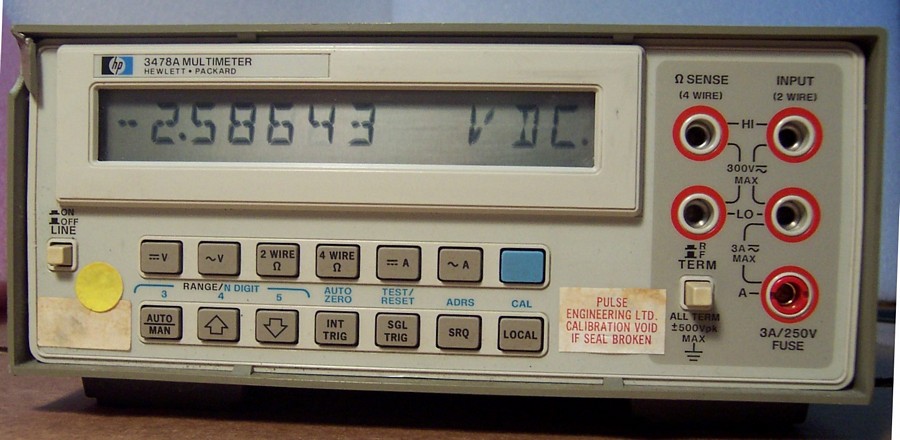 hp 3478A MULTIMETER
HEWLETT • PACKARD
-2.58643 V DC.
Ω SENSE
(4 WIRE)
INPUT
(2 WIRE)
HI
300V⎓
MAX
LO
R
F
TERM
3A⎓
MAX
A
ALL TERM
±500Vpk
MAX
3A/250V
FUSE
ON
OFF
LINE
⎓V
~V
2 WIRE
Ω
4 WIRE
Ω
⎓A
~A
RANGE/N DIGIT
3 4 5
AUTO
ZERO
TEST/
RESET
ADRS
CAL
AUTO
MAN
INT
TRIG
SGL
TRIG
SRQ
LOCAL
PULSE
ENGINEERING LTD.
CALIBRATION VOID
IF SEAL BROKEN